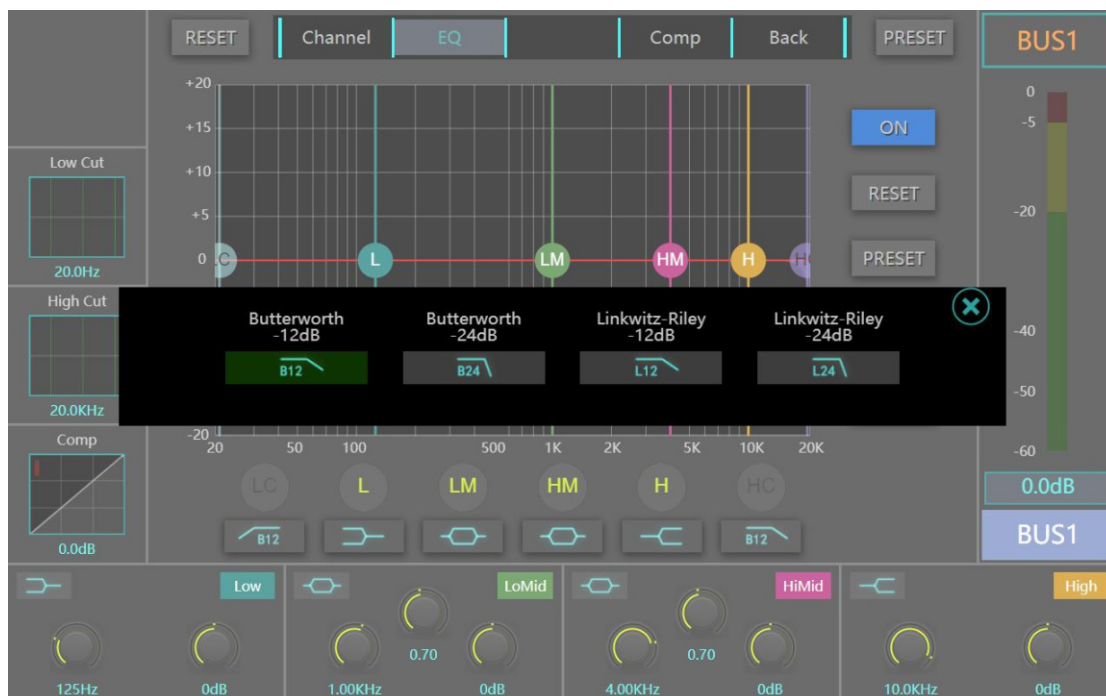 RESET
Channel
EQ
Comp
Back
PRESET
BUS1
+20
+15
+10
+5
0
-20
20
50
100
500
1K
2K
5K
10K
20K
L
LM
HM
H
ON
RESET
PRESET
0
-5
-20
-40
-50
-60
0.0dB
BUS1
Low Cut
20.0Hz
High Cut
20.0KHz
Comp
0.0dB
Butterworth
-12dB
B12
Butterworth
-24dB
B24
Linkwitz-Riley
-12dB
L12
Linkwitz-Riley
-24dB
L24
LC
L
LM
HM
H
HC
B12
B12
Low
125Hz
0dB
LoMid
1.00KHz
0.70
0dB
HiMid
4.00KHz
0.70
0dB
High
10.0KHz
0dB